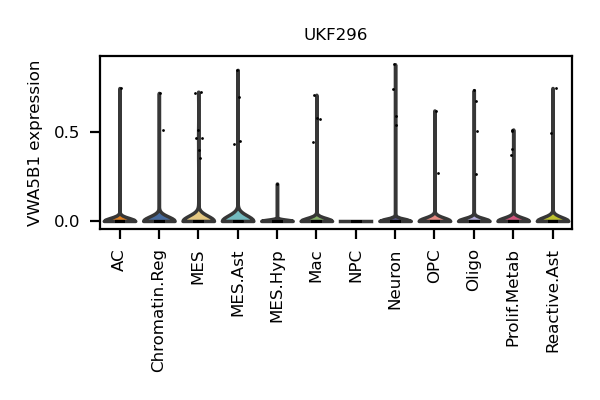 UKF296
VWA5B1 expression
0.5
0.0
AC
Chromatin.Reg
MES
MES.Ast
MES.Hyp
Mac
NPC
Neuron
OPC
Oligo
Prolif.Metab
Reactive.Ast